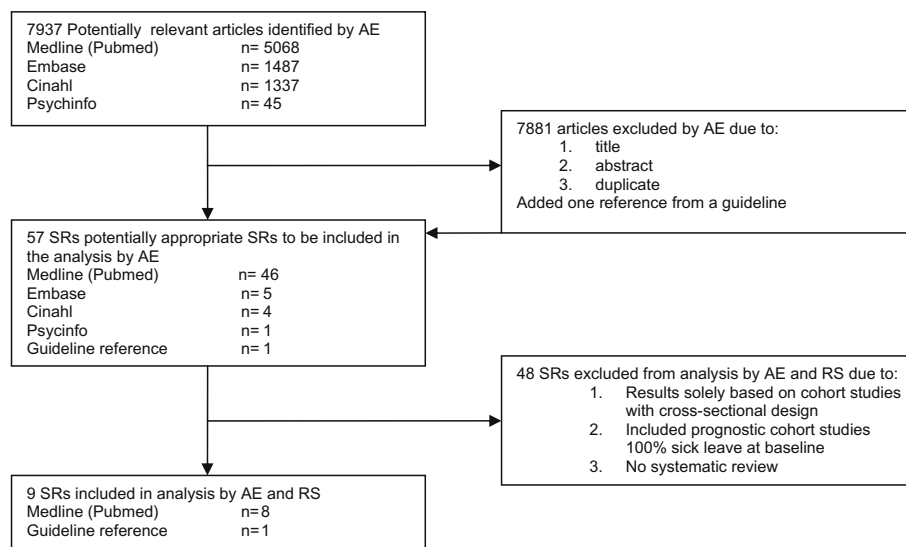 7937 Potentially relevant articles identified by AE
Medline (Pubmed) n= 5068
Embase n= 1487
Cinahl n= 1337
Psychinfo n= 45
7881 articles excluded by AE due to:
1. title
2. abstract
3. duplicate
Added one reference from a guideline
57 SRs potentially appropriate SRs to be included in
the analysis by AE
Medline (Pubmed) n= 46
Embase n= 5
Cinahl n= 4
Psycinfo n= 1
Guideline reference n= 1
48 SRs excluded from analysis by AE and RS due to:
1. Results solely based on cohort studies
with cross-sectional design
2. Included prognostic cohort studies
100% sick leave at baseline
3. No systematic review
9 SRs included in analysis by AE and RS
Medline (Pubmed) n=8
Guideline reference n=1